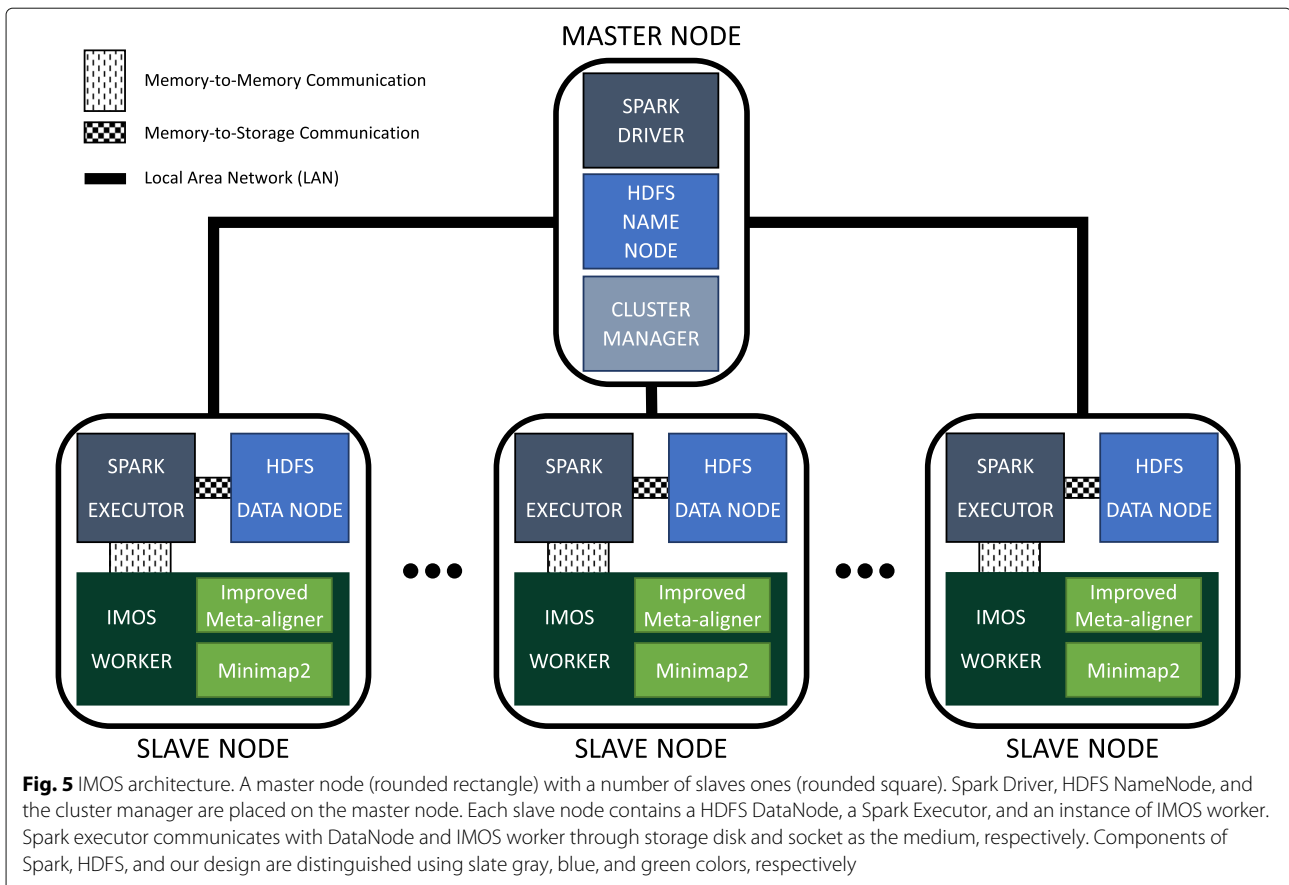 MASTER NODE
Memory-to-Memory Communication
Memory-to-Storage Communication
Local Area Network (LAN)
SPARK
DRIVER
HDFS
NAME
NODE
CLUSTER
MANAGER
SPARK
EXECUTOR
HDFS
DATA NODE
IMOS
WORKER
Improved
Meta-aligner
Minimap2
SLAVE NODE
SPARK
EXECUTOR
HDFS
DATA NODE
IMOS
WORKER
Improved
Meta-aligner
Minimap2
SLAVE NODE
SPARK
EXECUTOR
HDFS
DATA NODE
IMOS
WORKER
Improved
Meta-aligner
Minimap2
SLAVE NODE
Fig. 5 IMOS architecture. A master node (rounded rectangle) with a number of slaves ones (rounded square). Spark Driver, HDFS NameNode, and
the cluster manager are placed on the master node. Each slave node contains a HDFS DataNode, a Spark Executor, and an instance of IMOS worker.
Spark executor communicates with DataNode and IMOS worker through storage disk and socket as the medium, respectively. Components of
Spark, HDFS, and our design are distinguished using slate gray, blue, and green colors, respectively